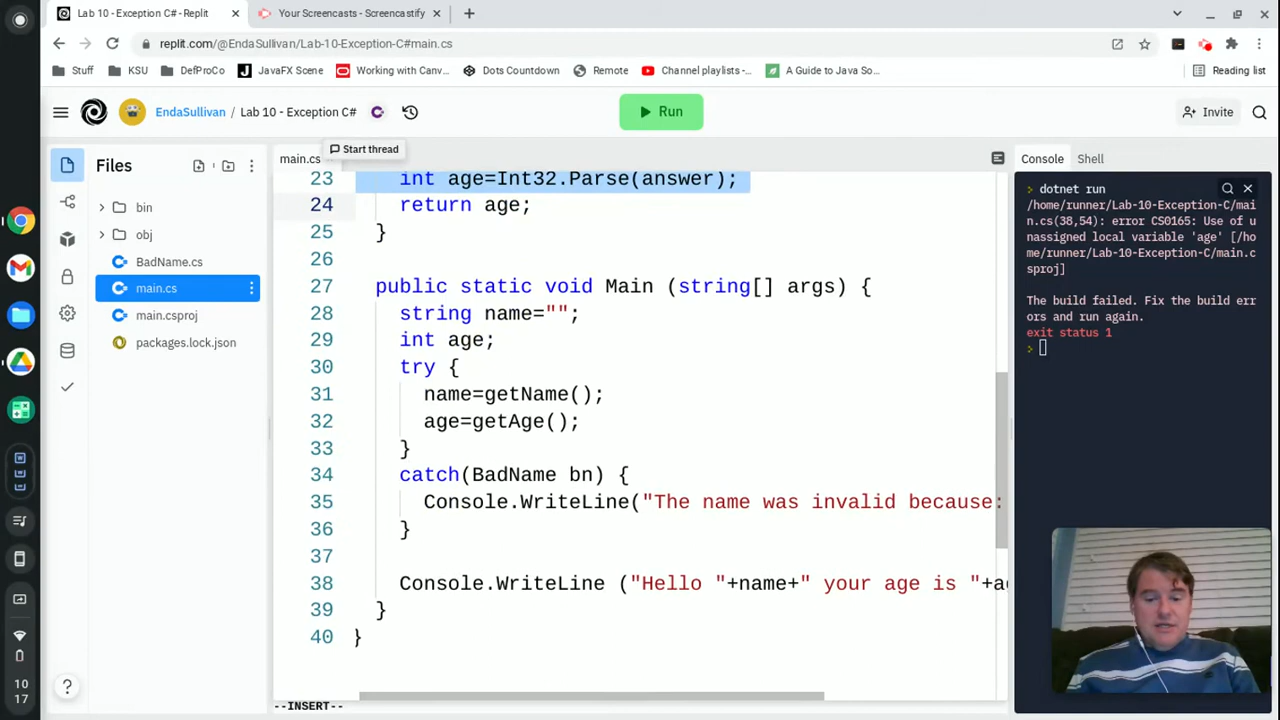 Lab 10 - Exception C# - Replit
Your Screencasts - Screencastify
replit.com/@EndaSullivan/Lab-10-Exception-C#main.cs
Stuff
KSU
DefProCo
JavaFX Scene
Working with Canv...
Dots Countdown
Remote
Channel playlists -...
A Guide to Java So...
Reading list
EndaSullivan / Lab 10 - Exception C#
Run
Invite
Start thread
Files
bin
obj
BadName.cs
main.cs
main.csproj
packages.lock.json
main.cs
23 int age=Int32.Parse(answer);
24 return age;
25 }
26
27 public static void Main (string[] args) {
28 string name="";
29 int age;
30 try {
31 name=getName();
32 age=getAge();
33 }
34 catch(BadName bn) {
35 Console.WriteLine("The name was invalid because:
36 }
37
38 Console.WriteLine ("Hello "+name+" your age is "+ag
39 }
40 }
--INSERT--
Console
Shell
> dotnet run
/home/runner/Lab-10-Exception-C/mai
n.cs(38,54): error CS0165: Use of u
nassigned local variable 'age' [/ho
me/runner/Lab-10-Exception-C/main.c
sproj]
The build failed. Fix the build err
ors and run again.
exit status 1
>
10
17
?